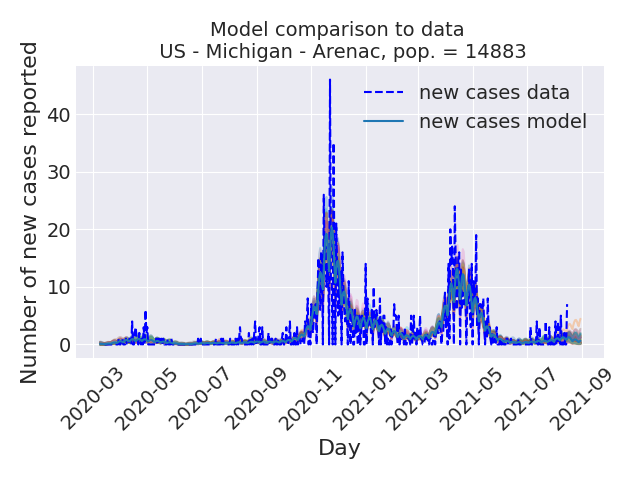 Model comparison to data
US - Michigan - Arenac, pop. = 14883
Number of new cases reported
new cases data
new cases model
40
30
20
10
0
2020-03
2020-05
2020-07
2020-09
2020-11
2021-01
2021-03
2021-05
2021-07
2021-09
Day